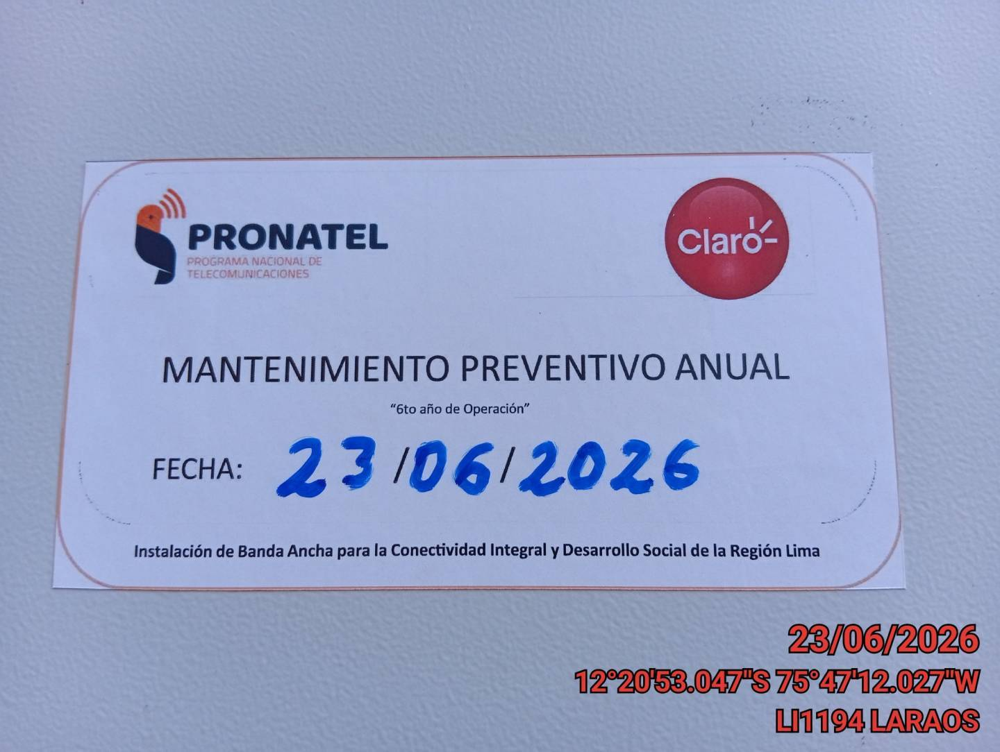 PRONATEL
PROGRAMA NACIONAL DE
TELECOMUNICACIONES
Claro
MANTENIMIENTO PREVENTIVO ANUAL
“6to año de Operación”
FECHA: 23/06/2026
Instalación de Banda Ancha para la Conectividad Integral y Desarrollo Social de la Región Lima
23/06/2026
12°20'53.047"S 75°47'12.027"W
LI1194 LARAOS